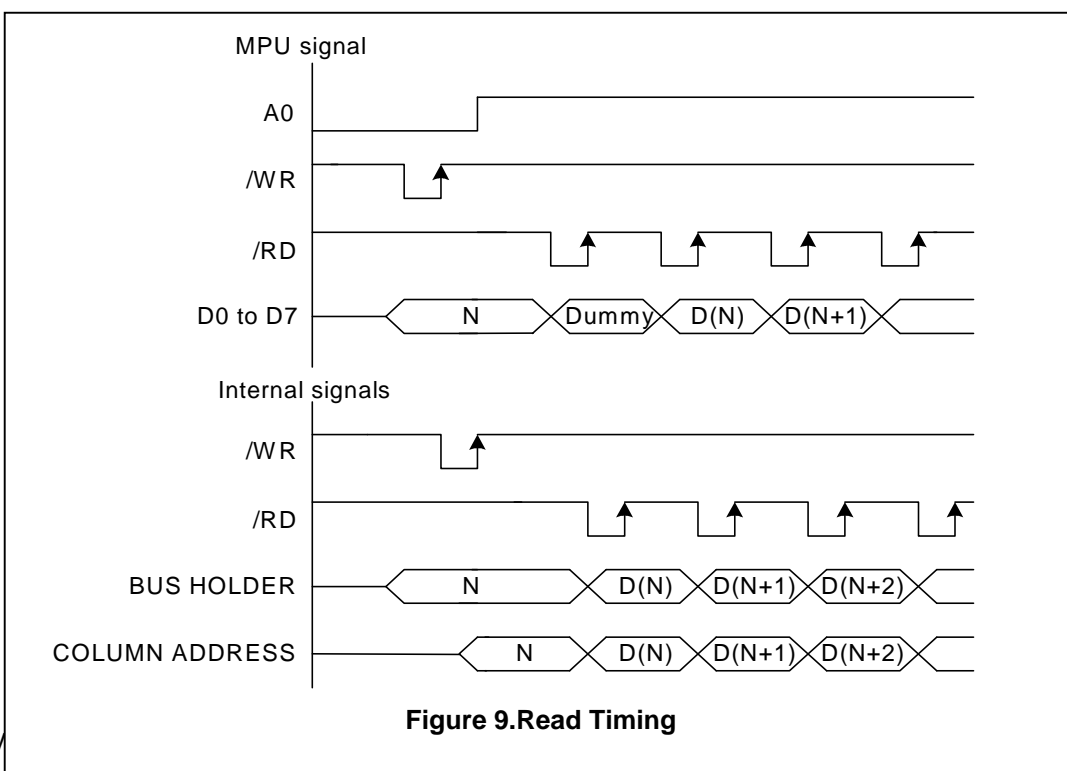 MPU signal
A0
/WR
/RD
D0 to D7 N Dummy D(N) D(N+1)
Internal signals
/WR
/RD
BUS HOLDER N D(N) D(N+1) D(N+2)
COLUMN ADDRESS N D(N) D(N+1) D(N+2)
Figure 9.Read Timing